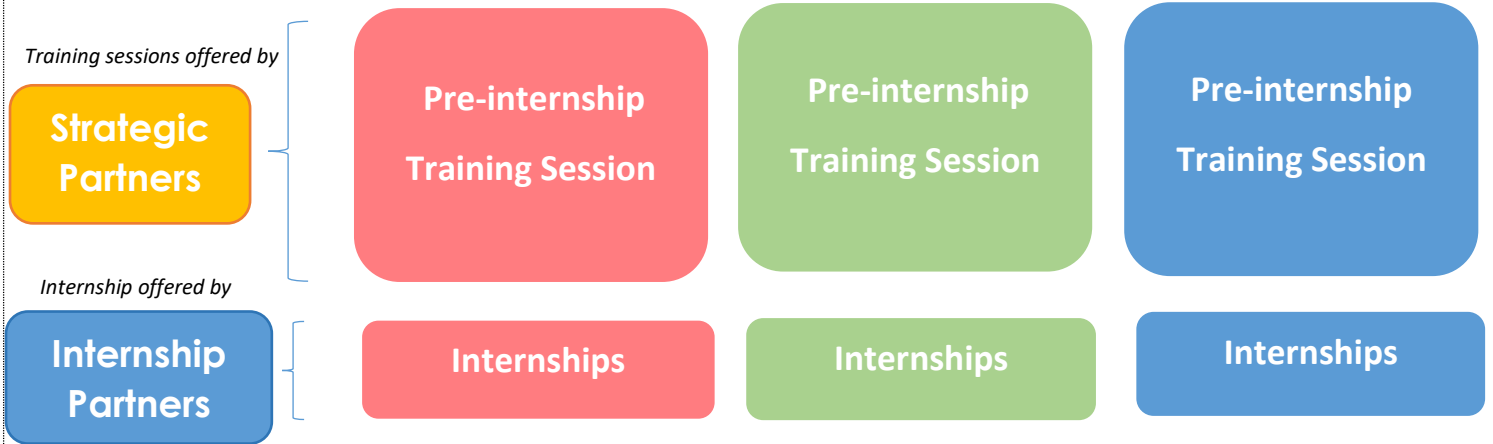 Training sessions offered by
Strategic
Partners
Pre-internship
Training Session
Pre-internship
Training Session
Pre-internship
Training Session
Internship offered by
Internship
Partners
Internships
Internships
Internships